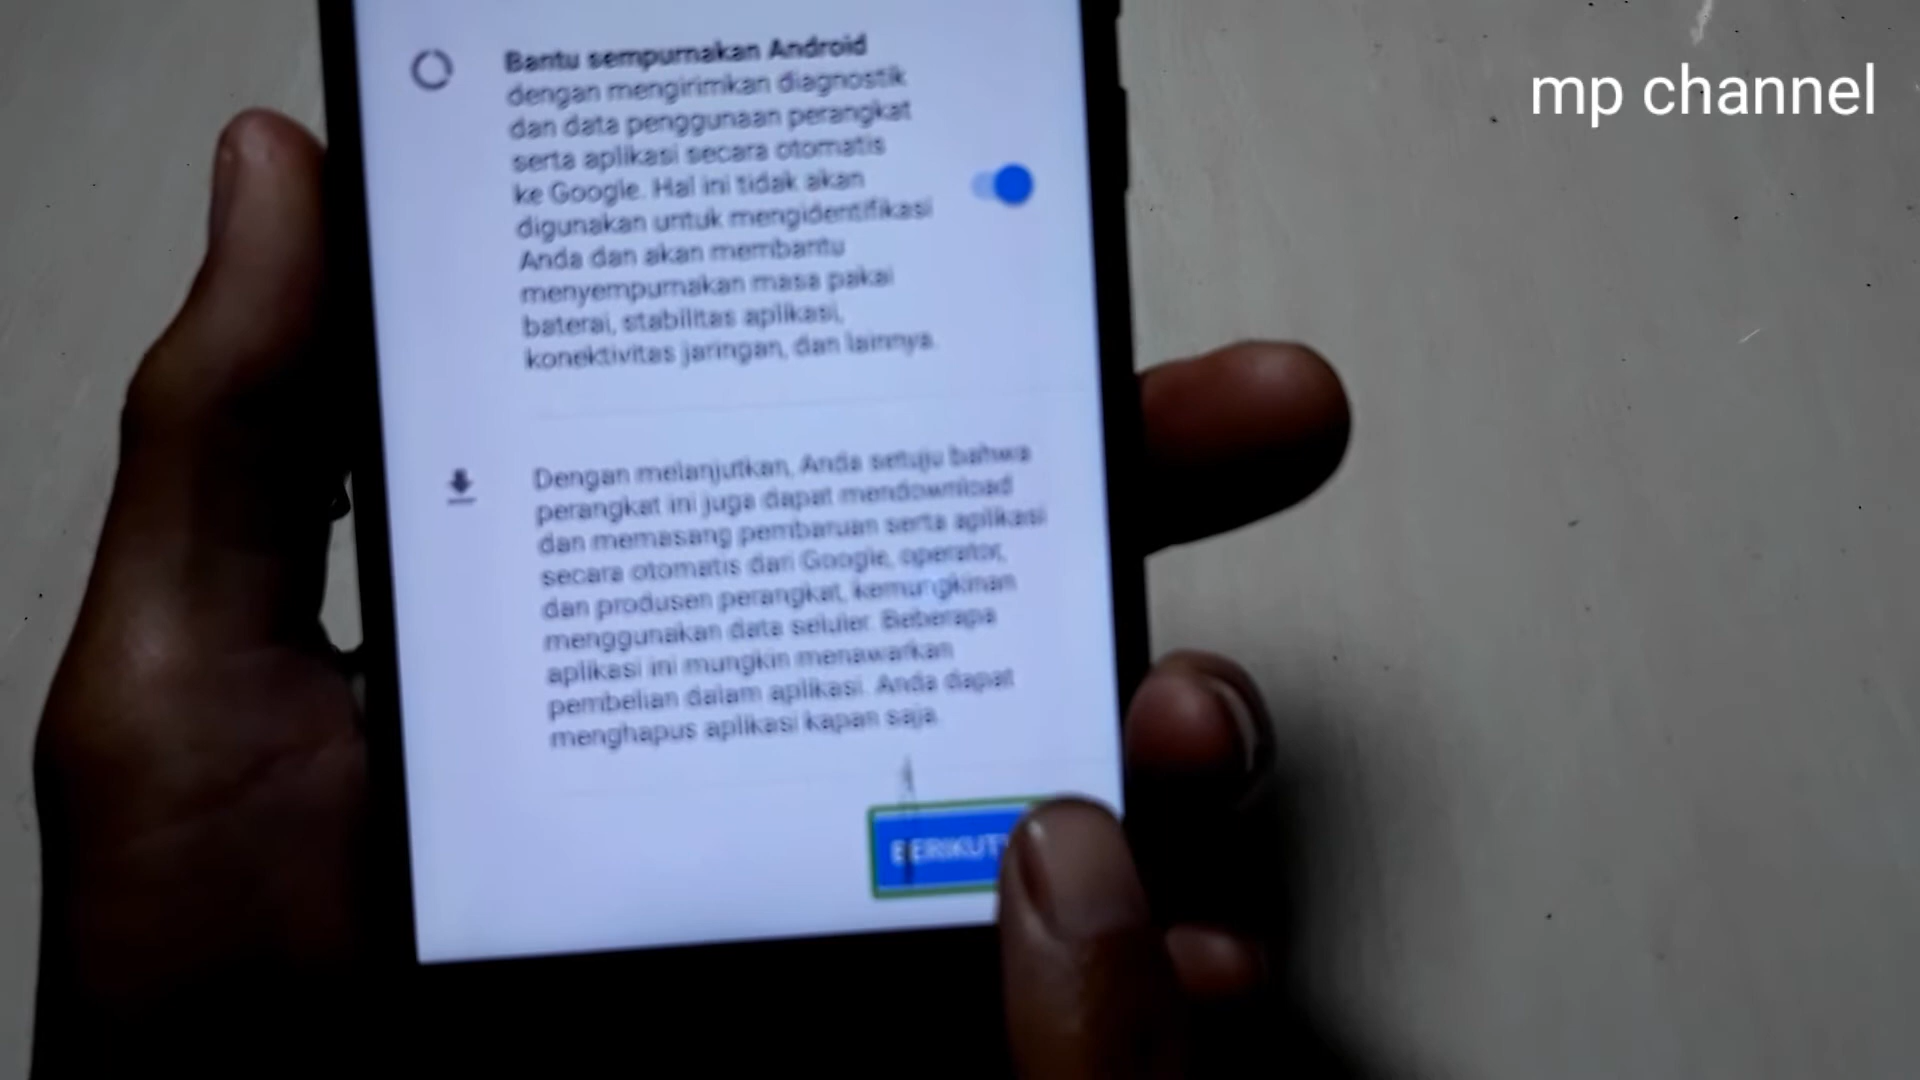 mp channel
Bantu sempurnakan Android
dengan mengirimkan diagnostik
dan data penggunaan perangkat
serta aplikasi secara otomatis
ke Google. Hal ini tidak akan
digunakan untuk mengidentifikasi
Anda dan akan membantu
menyempurnakan masa pakai
baterai, stabilitas aplikasi,
konektivitas jaringan, dan lainnya.
Dengan melanjutkan, Anda setuju bahwa
perangkat ini juga dapat mendownload
dan memasang pembaruan serta aplikasi
secara otomatis dari Google, operator,
dan produsen perangkat, kemungkinan
menggunakan data seluler. Beberapa
aplikasi ini mungkin menawarkan
pembelian dalam aplikasi. Anda dapat
menghapus aplikasi kapan saja.